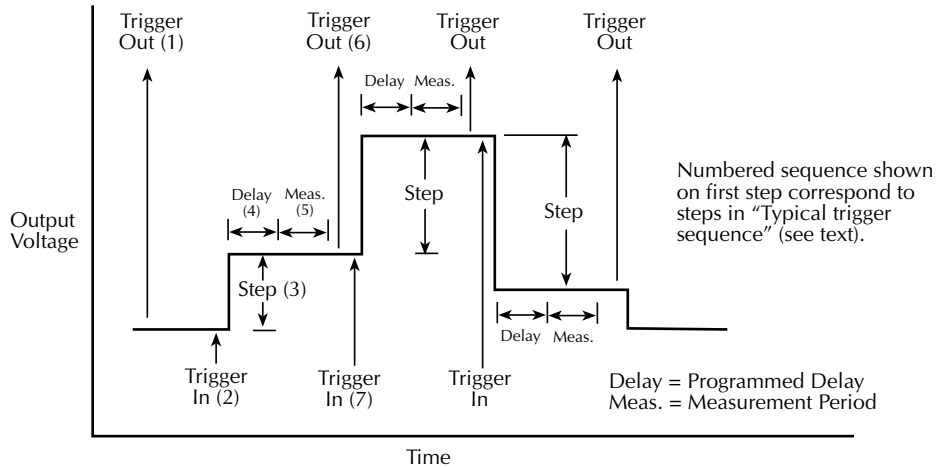 Trigger
Out (1)
Trigger
Out (6)
Trigger
Out
Trigger
Out
Delay
Meas.
Numbered sequence shown
on first step correspond to
steps in “Typical trigger
sequence” (see text).
Delay
(4)
Meas.
(5)
Step
Step
Output
Voltage
Step (3)
Delay
Meas.
Trigger
In (2)
Trigger
In (7)
Trigger
In
Delay = Programmed Delay
Meas. = Measurement Period
Time